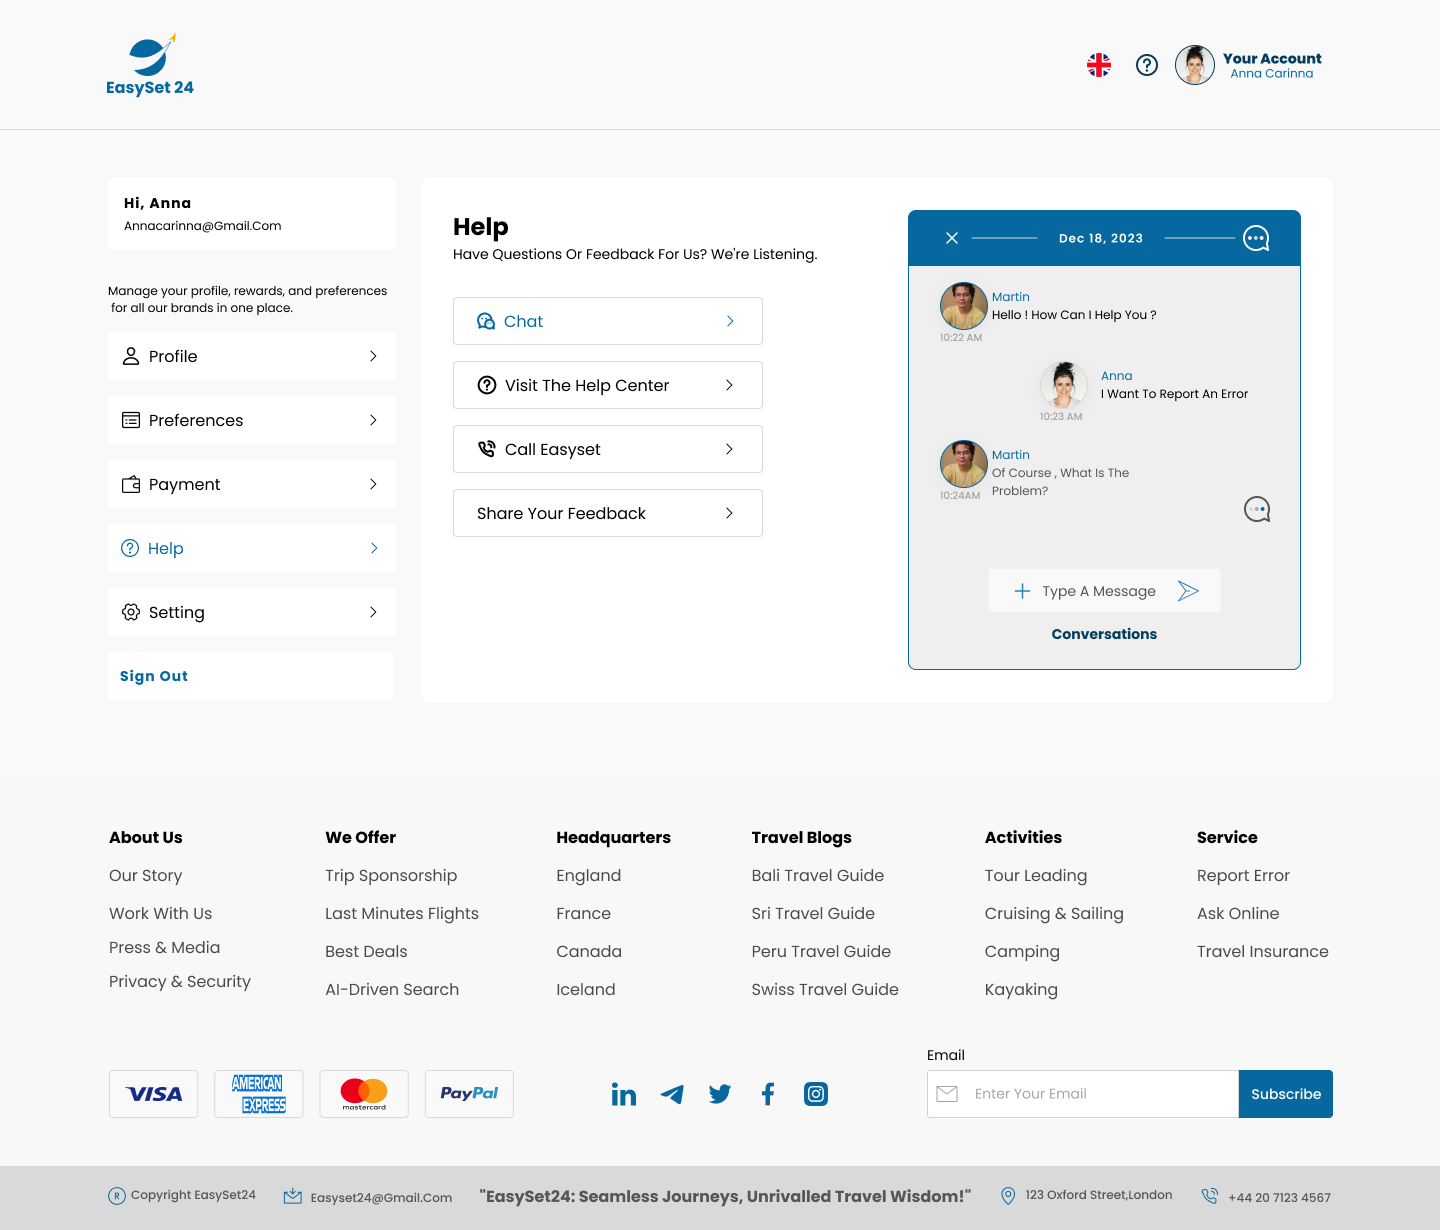 EasySet 24
Your Account
Anna Carinna
Hi, Anna
Annacarinna@Gmail.Com
Manage your profile, rewards, and preferences
for all our brands in one place.
Profile
Preferences
Payment
Help
Setting
Sign Out
Help
Have Questions Or Feedback For Us? We're Listening.
Chat
Visit The Help Center
Call Easyset
Share Your Feedback
Dec 18, 2023
Martin
Hello ! How Can I Help You ?
10:22 AM
Anna
I Want To Report An Error
10:23 AM
Martin
Of Course , What Is The
Problem?
10:24AM
Type A Message
Conversations
About Us
Our Story
Work With Us
Press & Media
Privacy & Security
We Offer
Trip Sponsorship
Last Minutes Flights
Best Deals
AI-Driven Search
Headquarters
England
France
Canada
Iceland
Travel Blogs
Bali Travel Guide
Sri Travel Guide
Peru Travel Guide
Swiss Travel Guide
Activities
Tour Leading
Cruising & Sailing
Camping
Kayaking
Service
Report Error
Ask Online
Travel Insurance
VISA
AMERICAN
EXPRESS
mastercard
PayPal
Email
Enter Your Email
Subscribe
® Copyright EasySet24
Easyset24@Gmail.Com
"EasySet24: Seamless Journeys, Unrivalled Travel Wisdom!"
123 Oxford Street,London
+44 20 7123 4567